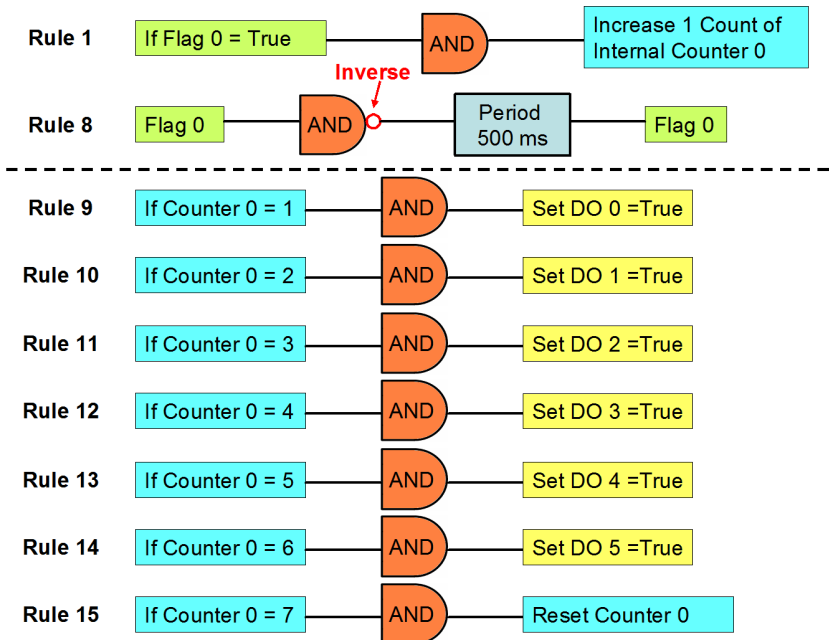 Rule 1
If Flag 0 = True
AND
Increase 1 Count of
Internal Counter 0
Inverse
Rule 8
Flag 0
AND
Period
500 ms
Flag 0
Rule 9
If Counter 0 = 1
AND
Set DO 0 =True
Rule 10
If Counter 0 = 2
AND
Set DO 1 =True
Rule 11
If Counter 0 = 3
AND
Set DO 2 =True
Rule 12
If Counter 0 = 4
AND
Set DO 3 =True
Rule 13
If Counter 0 = 5
AND
Set DO 4 =True
Rule 14
If Counter 0 = 6
AND
Set DO 5 =True
Rule 15
If Counter 0 = 7
AND
Reset Counter 0